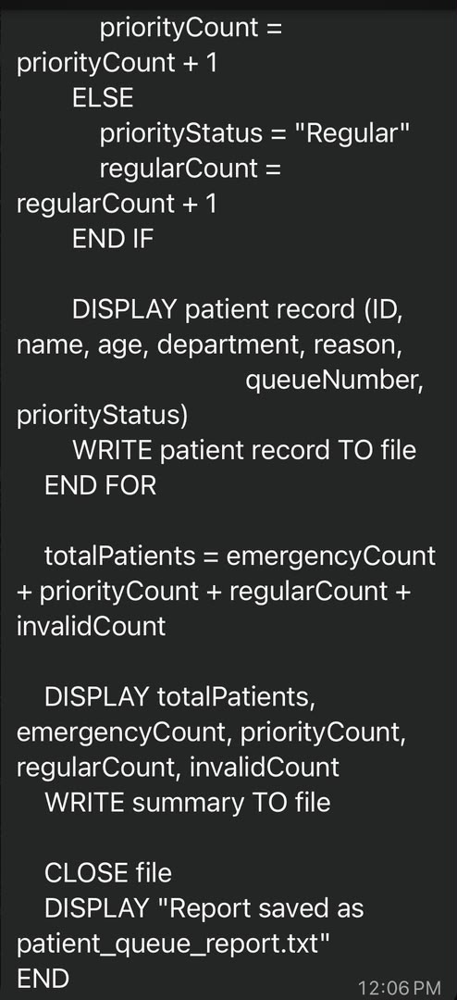 priorityCount =
priorityCount + 1
ELSE
priorityStatus = "Regular"
regularCount =
regularCount + 1
END IF
DISPLAY patient record (ID,
name, age, department, reason,
queueNumber,
priorityStatus)
WRITE patient record TO file
END FOR
totalPatients = emergencyCount
+ priorityCount + regularCount +
invalidCount
DISPLAY totalPatients,
emergencyCount, priorityCount,
regularCount, invalidCount
WRITE summary TO file
CLOSE file
DISPLAY "Report saved as
patient_queue_report.txt"
END
12:06 PM